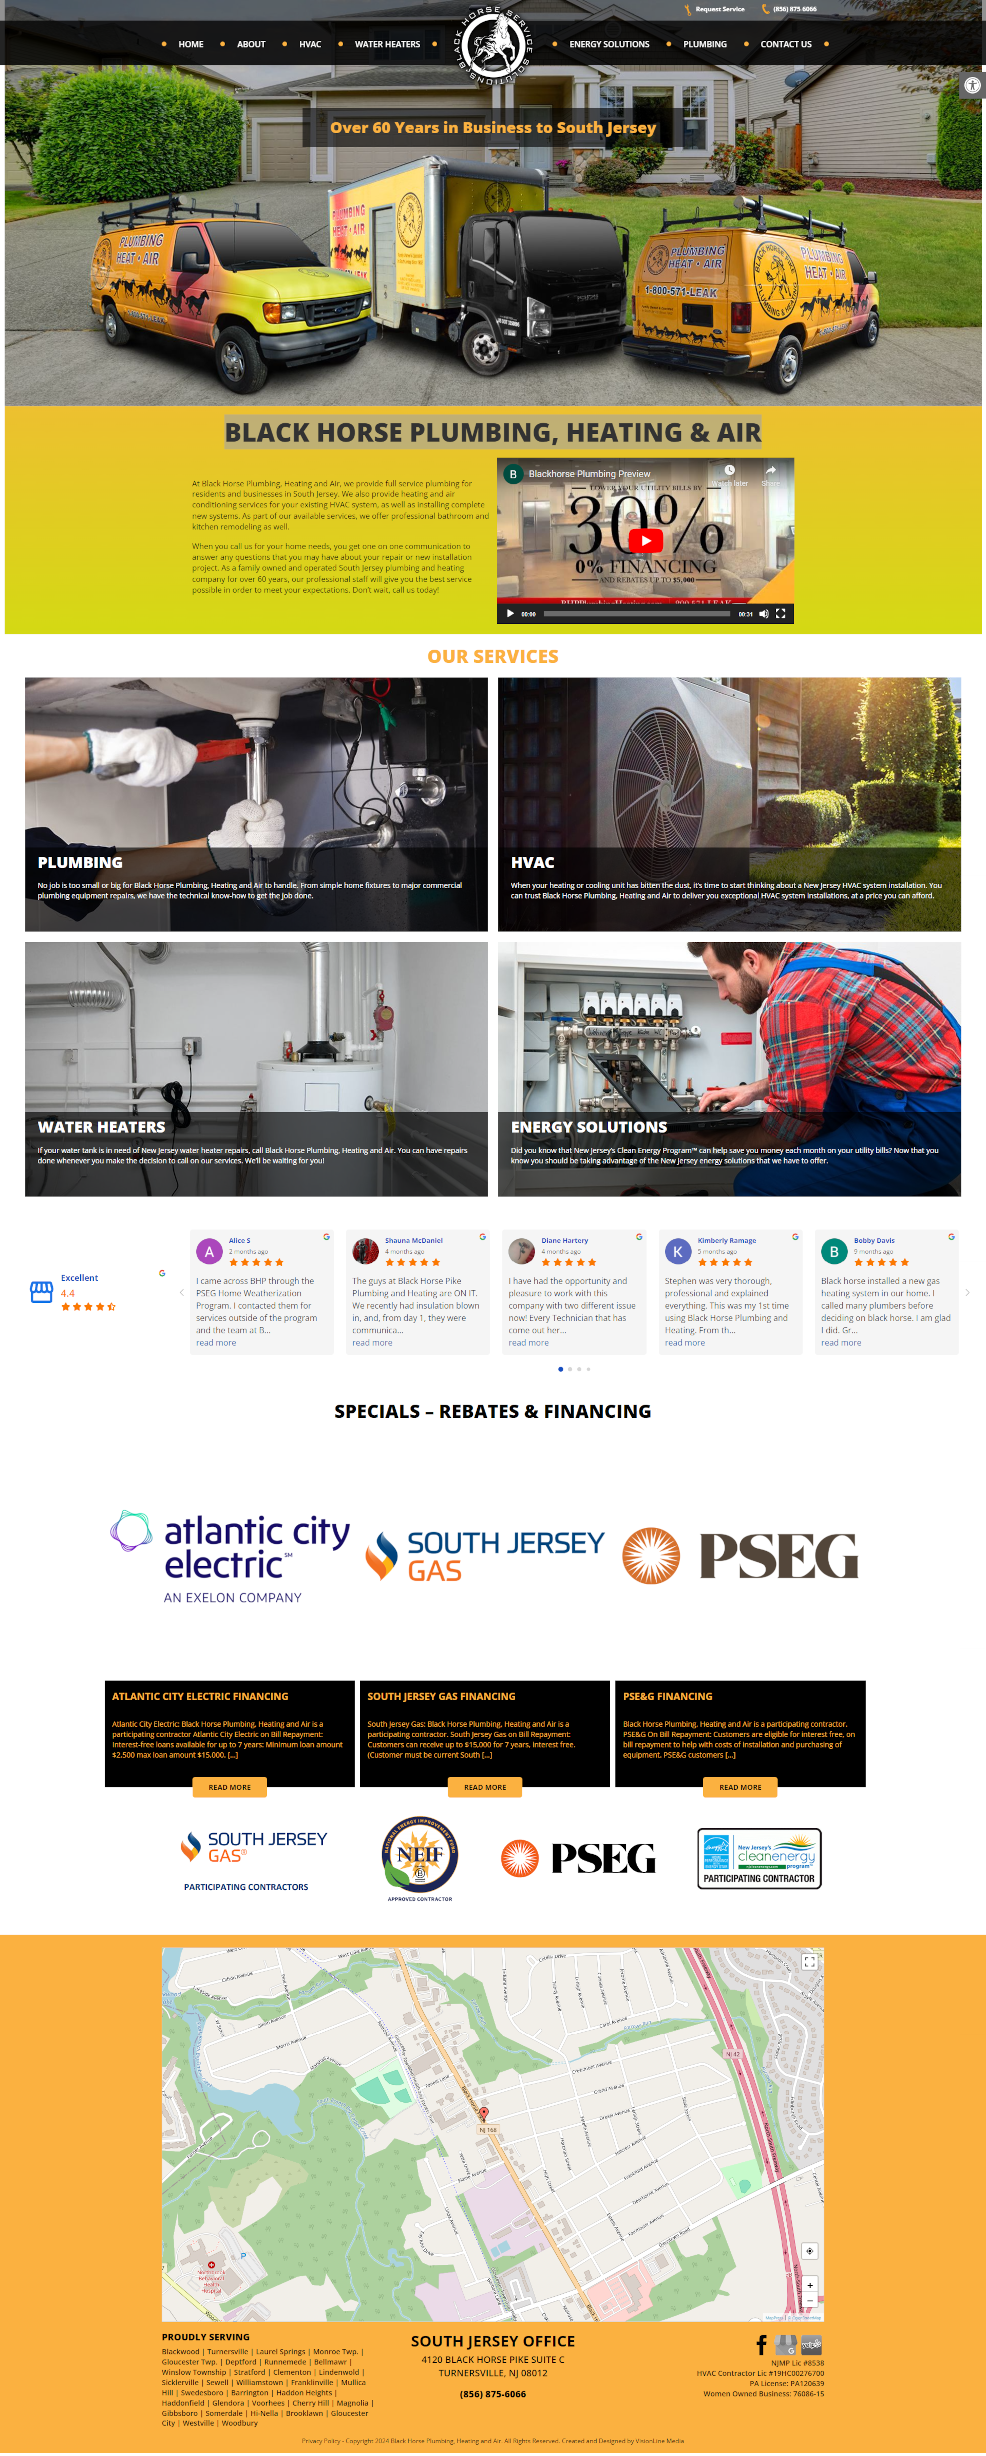 Request Service
(856) 875-6066
HOME
ABOUT
HVAC
WATER HEATERS
BLACK HORSE SERVICE SOLUTIONS
ENERGY SOLUTIONS
PLUMBING
CONTACT US
Over 60 Years in Business to South Jersey
PLUMBING
HEAT • AIR
PLUMBING
HEAT • AIR
ISUZU
PLUMBING
HEAT • AIR
1-800-571-LEAK
PLUMBING
HEAT • AIR
BLACK HORSE PLUMBING, HEATING & AIR
At Black Horse Plumbing, Heating and Air, we provide full service plumbing for
residents and businesses in South Jersey. We also provide heating and air
conditioning services for your existing HVAC system, as well as installing complete
new systems. As part of our available services, we offer professional bathroom and
kitchen remodeling as well.
When you call us for your home needs, you get one on one communication to
answer any questions that you may have about your repair or new installation
project. As a family owned and operated South Jersey plumbing and heating
company for over 60 years, our professional staff will give you the best service
possible in order to meet your expectations. Don't wait, call us today!
B
Blackhorse Plumbing Preview
Watch later
Share
LOWER YOUR UTILITY BILLS BY
30%
0% FINANCING
AND REBATES UP TO $5,000
00:00
00:31
OUR SERVICES
PLUMBING
No job is too small or big for Black Horse Plumbing, Heating and Air to handle. From simple home fixtures to major commercial
plumbing equipment repairs, we have the technical know-how to get the job done.
HVAC
When your heating or cooling unit has bitten the dust, it's time to start thinking about a New Jersey HVAC system installation. You
can trust Black Horse Plumbing, Heating and Air to deliver you exceptional HVAC system installations, at a price you can afford.
WATER HEATERS
If your water tank is in need of New Jersey water heater repairs, call Black Horse Plumbing, Heating and Air. You can have repairs
done whenever you make the decision to call on our services. We'll be waiting for you!
ENERGY SOLUTIONS
Did you know that New Jersey's Clean Energy Program™ can help save you money each month on your utility bills? Now that you
know you should be taking advantage of the New Jersey energy solutions that we have to offer.
Excellent
4.4
A
Alice S
2 months ago
I came across BHP through the
PSEG Home Weatherization
Program. I contacted them for
services outside of the program
and the team at B...
read more
Shauna McDaniel
4 months ago
The guys at Black Horse Pike
Plumbing and Heating are ON IT.
We recently had insulation blown
in, and, from day 1, they were
communica...
read more
Diane Hartery
4 months ago
I have had the opportunity and
pleasure to work with this
company with two different issue
now! Every Technician that has
come out her...
read more
K
Kimberly Ramage
5 months ago
Stephen was very thorough,
professional and explained
everything. This was my 1st time
using Black Horse Plumbing and
Heating. From th...
read more
B
Bobby Davis
9 months ago
Black horse installed a new gas
heating system in our home. I
called many plumbers before
deciding on black horse. I am glad
I did. Gr...
read more
SPECIALS – REBATES & FINANCING
atlantic city
electric℠
AN EXELON COMPANY
SOUTH JERSEY
GAS
PSEG
ATLANTIC CITY ELECTRIC FINANCING
Atlantic City Electric: Black Horse Plumbing, Heating and Air is a
participating contractor Atlantic City Electric on Bill Repayment:
Interest-free loans available for up to 7 years: Minimum loan amount
$2,500 max loan amount $15,000. [...]
READ MORE
SOUTH JERSEY GAS FINANCING
South Jersey Gas: Black Horse Plumbing, Heating and Air is a
participating contractor. South Jersey Gas on Bill Repayment:
Customers can receive up to $15,000 for 7 years, interest free.
(Customer must be current South [...]
READ MORE
PSE&G FINANCING
Black Horse Plumbing, Heating and Air is a participating contractor.
PSE&G On Bill Repayment: Customers are eligible for interest free, on
bill repayment to help with costs of installation and purchasing of
equipment. PSE&G customers [...]
READ MORE
SOUTH JERSEY
GAS®
PARTICIPATING CONTRACTORS
NATIONAL ENERGY IMPROVEMENT FUND
NEIF
APPROVED CONTRACTOR
PSEG
New Jersey's
cleanenergy
program™
PARTICIPATING CONTRACTOR
NJ 42
NJ 168
Northbrook
Behavioral
Health
Hospital
P
+
−
PROUDLY SERVING
Blackwood | Turnersville | Laurel Springs | Monroe Twp. |
Gloucester Twp. | Deptford | Runnemede | Bellmawr |
Winslow Township | Stratford | Clementon | Lindenwold |
Sicklerville | Sewell | Williamstown | Franklinville | Mullica
Hill | Swedesboro | Barrington | Haddon Heights |
Haddonfield | Glendora | Voorhees | Cherry Hill | Magnolia |
Gibbsboro | Somerdale | Hi-Nella | Brooklawn | Gloucester
City | Westville | Woodbury
SOUTH JERSEY OFFICE
4120 BLACK HORSE PIKE SUITE C
TURNERSVILLE, NJ 08012
(856) 875-6066
NJMP Lic #8538
HVAC Contractor Lic #19HC00276700
PA License: PA120639
Women Owned Business: 76086-15
Privacy Policy - Copyright 2024 Black Horse Plumbing, Heating and Air. All Rights Reserved. Created and Designed by VisionLine Media